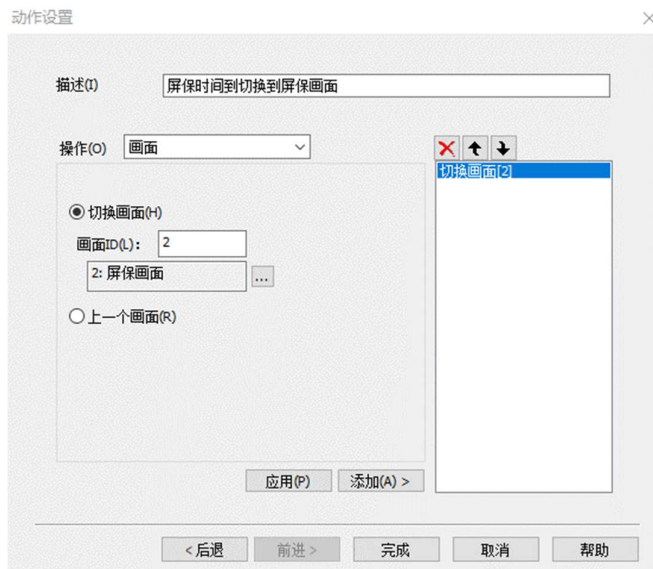 动作设置
描述(I)
屏保时间到切换到屏保画面
操作(O)
画面
切换画面[2]
切换画面(H)
画面ID(L):
2
2: 屏保画面
...
上一个画面(R)
应用(P)
添加(A) >
< 后退
前进 >
完成
取消
帮助